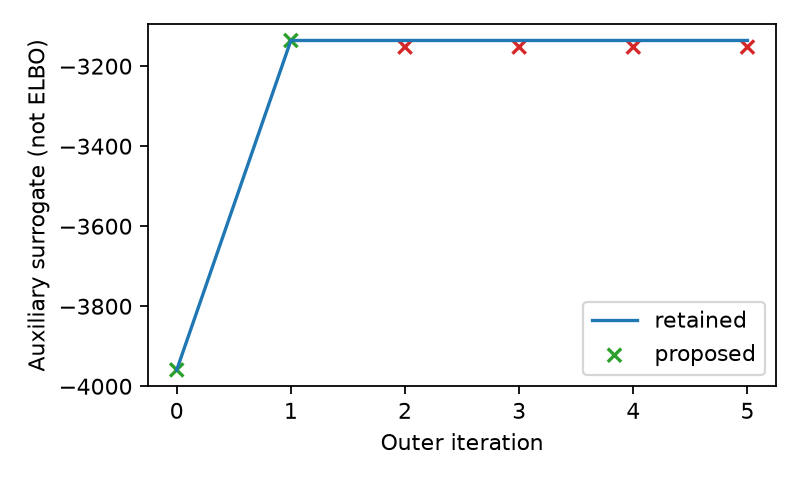 Auxiliary surrogate (not ELBO)
−3200
−3400
−3600
−3800
−4000
retained
proposed
0 1 2 3 4 5
Outer iteration